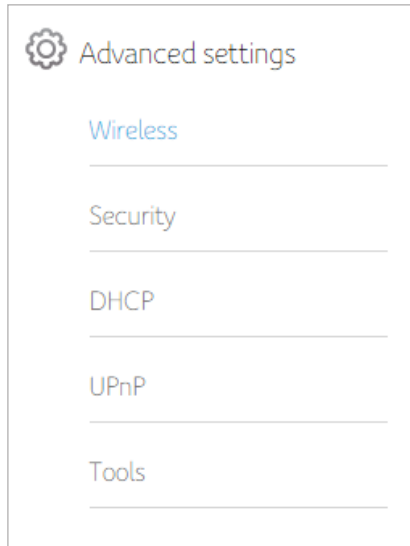 Advanced settings
Wireless
Security
DHCP
UPnP
Tools